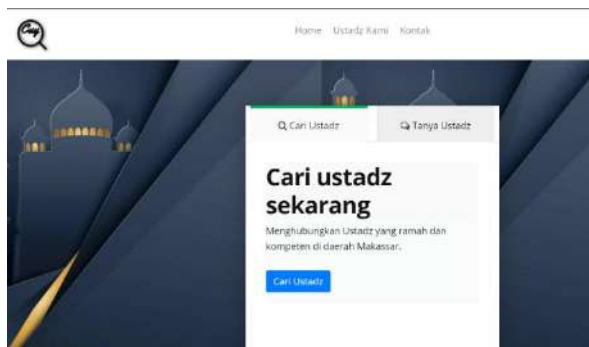 Home Ustadz Kami Kontak
Cari Ustadz Tanya Ustadz
Cari ustadz
sekarang
Menghubungkan Ustadz yang ramah dan
kompeten di daerah Makassar.
Cari Ustadz